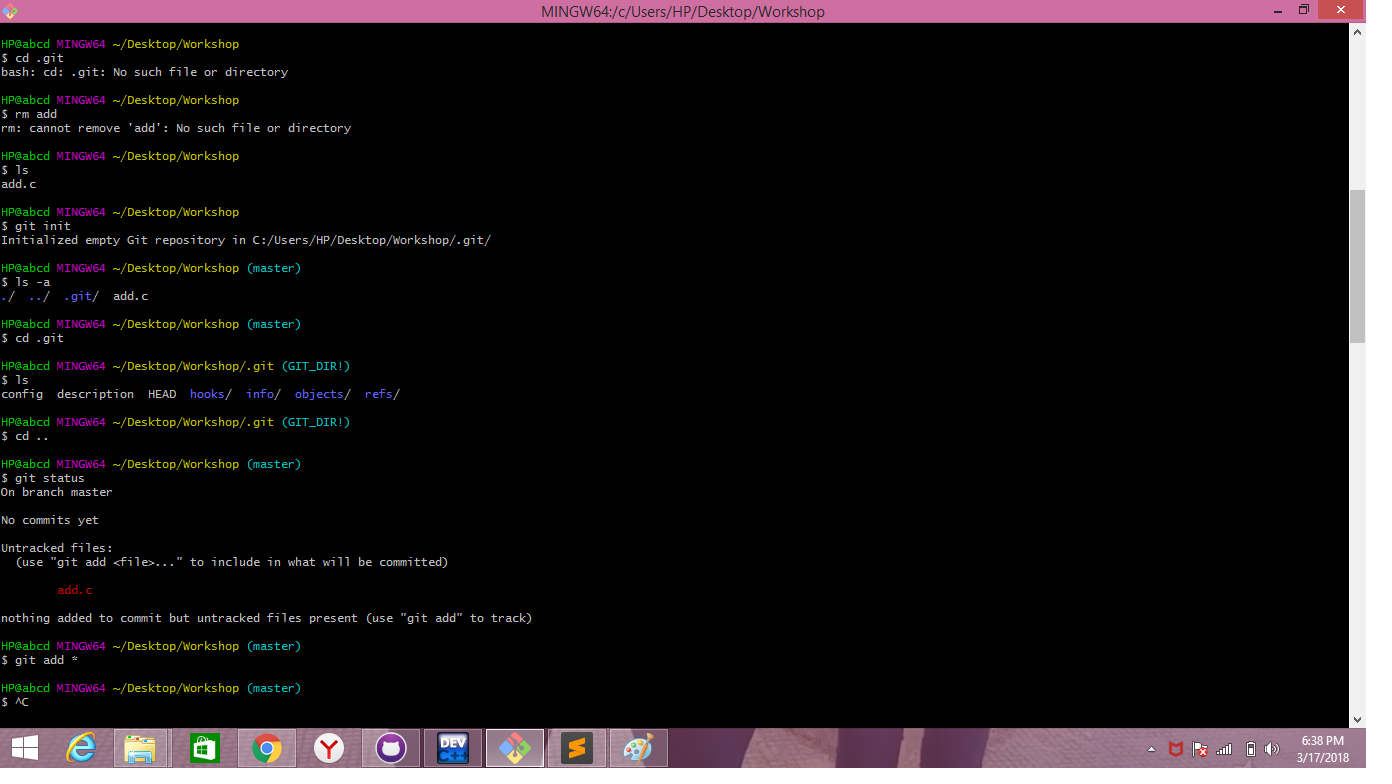 MINGW64:/c/Users/HP/Desktop/Workshop
HP@abcd MINGW64 ~/Desktop/Workshop
$ cd .git
bash: cd: .git: No such file or directory
HP@abcd MINGW64 ~/Desktop/Workshop
$ rm add
rm: cannot remove 'add': No such file or directory
HP@abcd MINGW64 ~/Desktop/Workshop
$ ls
add.c
HP@abcd MINGW64 ~/Desktop/Workshop
$ git init
Initialized empty Git repository in C:/Users/HP/Desktop/Workshop/.git/
HP@abcd MINGW64 ~/Desktop/Workshop (master)
$ ls -a
./  ../  .git/  add.c
HP@abcd MINGW64 ~/Desktop/Workshop (master)
$ cd .git
HP@abcd MINGW64 ~/Desktop/Workshop/.git (GIT_DIR!)
$ ls
config  description  HEAD  hooks/  info/  objects/  refs/
HP@abcd MINGW64 ~/Desktop/Workshop/.git (GIT_DIR!)
$ cd ..
HP@abcd MINGW64 ~/Desktop/Workshop (master)
$ git status
On branch master
No commits yet
Untracked files:
(use "git add <file>..." to include in what will be committed)
add.c
nothing added to commit but untracked files present (use "git add" to track)
HP@abcd MINGW64 ~/Desktop/Workshop (master)
$ git add *
HP@abcd MINGW64 ~/Desktop/Workshop (master)
$ ^C
DEV
C++
6:38 PM
3/17/2018